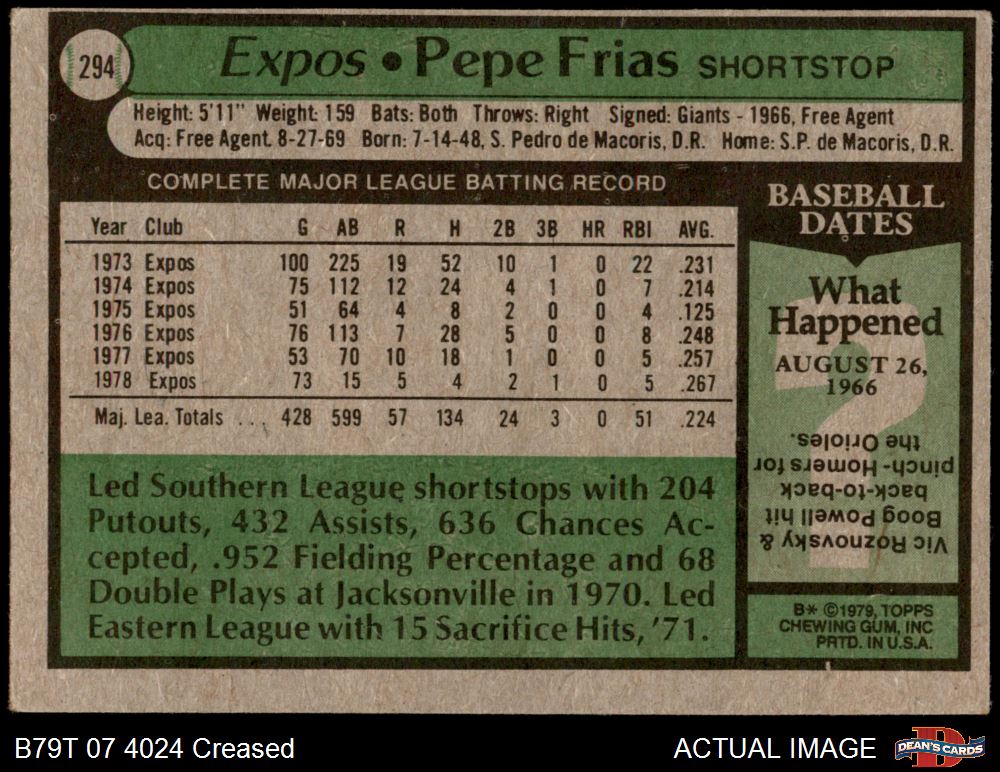 294
Expos • Pepe Frias SHORTSTOP
Height: 5'11" Weight: 159 Bats: Both Throws: Right Signed: Giants - 1966, Free Agent
Acq: Free Agent. 8-27-69 Born: 7-14-48, S. Pedro de Macoris, D.R. Home: S.P. de Macoris, D.R.
COMPLETE MAJOR LEAGUE BATTING RECORD
Year Club G AB R H 2B 3B HR RBI AVG.
1973 Expos 100 225 19 52 10 1 0 22 .231
1974 Expos 75 112 12 24 4 1 0 7 .214
1975 Expos 51 64 4 8 2 0 0 4 .125
1976 Expos 76 113 7 28 5 0 0 8 .248
1977 Expos 53 70 10 18 1 0 0 5 .257
1978 Expos 73 15 5 4 2 1 0 5 .267
Maj. Lea. Totals ... 428 599 57 134 24 3 0 51 .224
Led Southern League shortstops with 204
Putouts, 432 Assists, 636 Chances Ac-
cepted, .952 Fielding Percentage and 68
Double Plays at Jacksonville in 1970. Led
Eastern League with 15 Sacrifice Hits, '71.
BASEBALL
DATES
What
Happened
AUGUST 26,
1966
Vic Roznovsky &
Boog Powell hit
back-to-back
pinch-Homers for
the Orioles.
B* ©1979, TOPPS
CHEWING GUM, INC
PRTD. IN U.S.A.
B79T 07 4024 Creased
ACTUAL IMAGE
DEAN'S CARDS